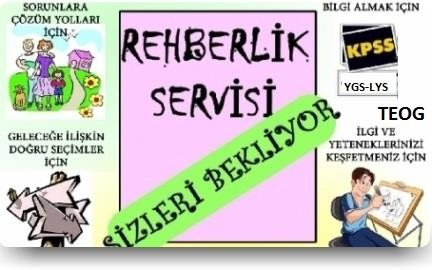 SORUNLARA
ÇÖZÜM YOLLARI
İÇİN
GELECEĞE İLİŞKİN
DOĞRU SEÇİMLER
İÇİN
REHBERLİK
SERVİSİ
SİZLERİ BEKLİYOR
BİLGİ ALMAK İÇİN
KPSS
YGS-LYS
TEOG
İLGİ VE
YETENEKLERİNİZİ
KEŞFETMENİZ İÇİN